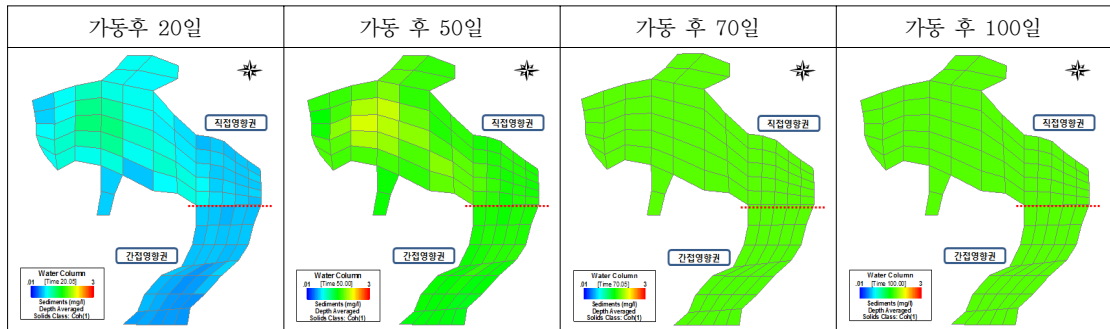 가동후 20일
가동 후 50일
가동 후 70일
가동 후 100일
직접영향권
간접영향권
Water Column
.01 [Time 20.05] 3
Sediments (mg/l)
Depth Averaged
Solids Class: Coh(1)
직접영향권
간접영향권
Water Column
.01 [Time 50.00] 3
Sediments (mg/l)
Depth Averaged
Solids Class: Coh(1)
직접영향권
간접영향권
Water Column
.01 [Time 70.05] 3
Sediments (mg/l)
Depth Averaged
Solids Class: Coh(1)
직접영향권
간접영향권
Water Column
.01 [Time 100.00] 3
Sediments (mg/l)
Depth Averaged
Solids Class: Coh(1)